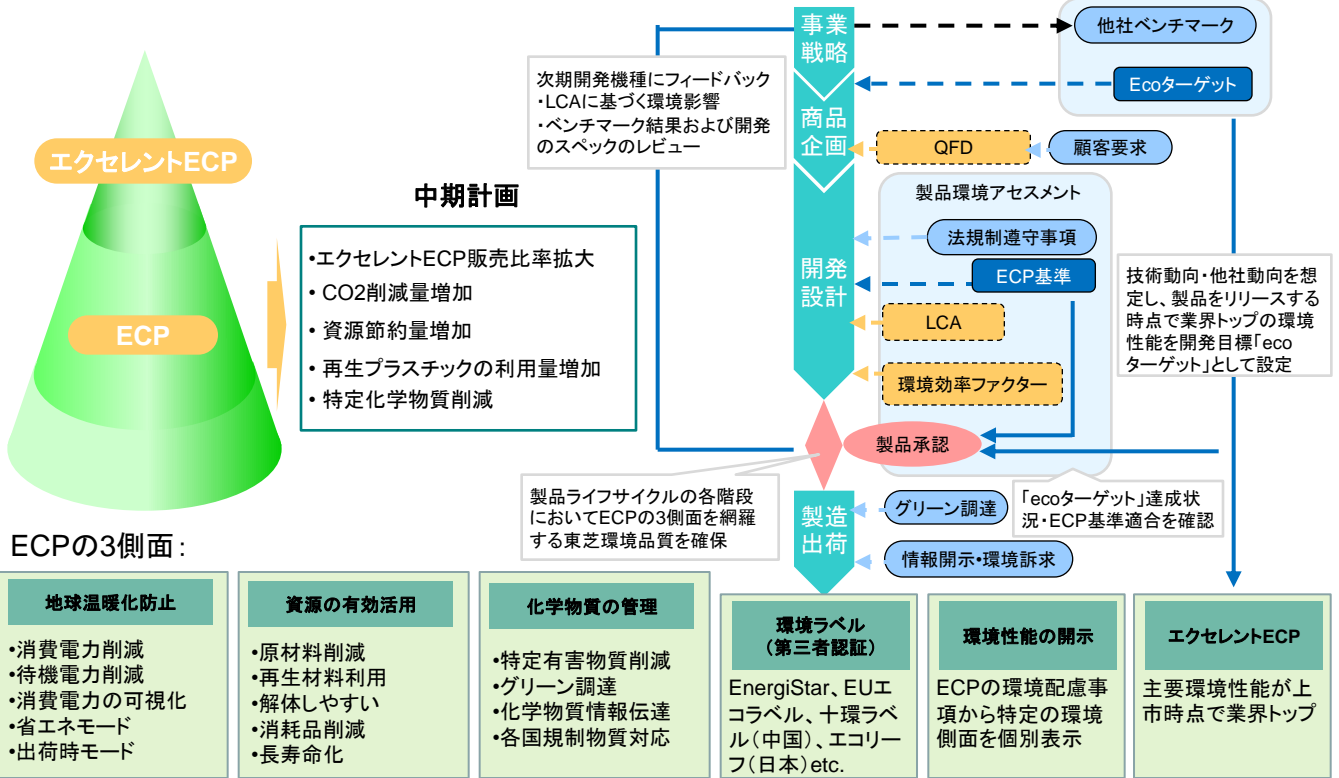 エクセレントECP
ECP
中期計画
•エクセレントECP販売比率拡大
• CO2削減量増加
• 資源節約量増加
• 再生プラスチックの利用量増加
• 特定化学物質削減
次期開発機種にフィードバック
・LCAに基づく環境影響
・ベンチマーク結果および開発
のスペックのレビュー
事業
戦略
商品
企画
開発
設計
製造
出荷
他社ベンチマーク
Ecoターゲット
QFD
顧客要求
製品環境アセスメント
法規制遵守事項
ECP基準
LCA
環境効率ファクター
製品承認
技術動向・他社動向を想
定し、製品をリリースする
時点で業界トップの環境
性能を開発目標「eco
ターゲット」として設定
製品ライフサイクルの各階段
においてECPの3側面を網羅
する東芝環境品質を確保
「ecoターゲット」達成状
況・ECP基準適合を確認
グリーン調達
情報開示•環境訴求
ECPの3側面：
地球温暖化防止
•消費電力削減
•待機電力削減
•消費電力の可視化
•省エネモード
•出荷時モード
資源の有効活用
•原材料削減
•再生材料利用
•解体しやすい
•消耗品削減
•長寿命化
化学物質の管理
•特定有害物質削減
•グリーン調達
•化学物質情報伝達
•各国規制物質対応
環境ラベル
（第三者認証）
EnergiStar、EUエ
コラベル、十環ラベ
ル（中国）、エコリー
フ（日本）etc.
環境性能の開示
ECPの環境配慮事
項から特定の環境
側面を個別表示
エクセレントECP
主要環境性能が上
市時点で業界トップ